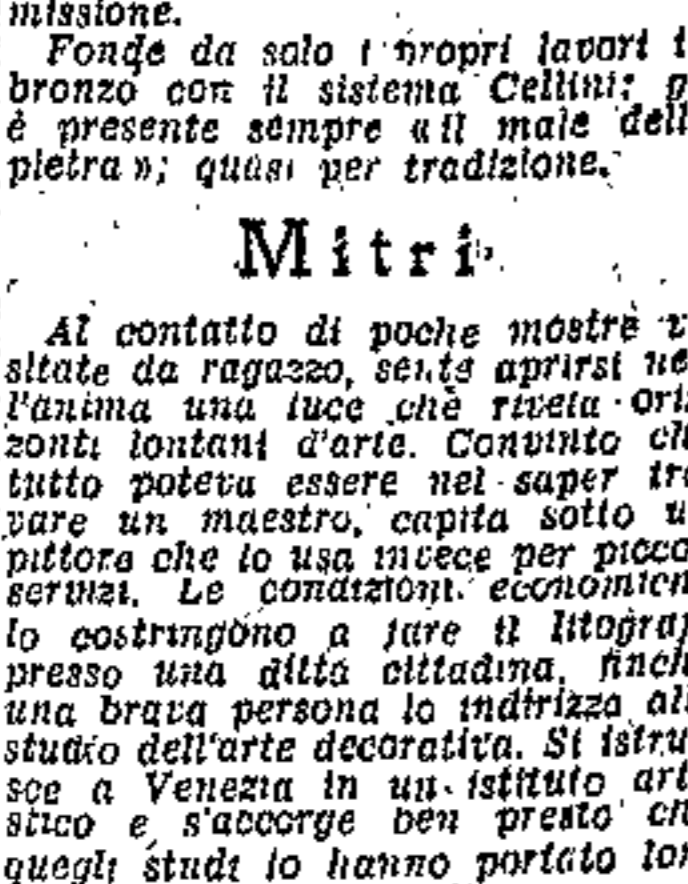 missione.
Fonde da solo i propri lavori i
bronzo con il sistema Cellini; g
è presente sempre «il male dell
pietra»; quasi per tradizione.
Mitri
Al contatto di poche mostre v
sitate da ragazzo, sente aprirsi ne
l'anima una luce che rivela oriz
zonti lontani d'arte. Convinto ch
tutto poteva essere nel saper tro
vare un maestro, capita sotto u
pittore che lo usa invece per picco
servizi. Le condizioni economich
lo costringono a fare il litograf
presso una ditta cittadina, finch
una brava persona lo indirizza all
studio dell'arte decorativa. Si istru
sce a Venezia in un istituto arti
stico e s'accorge ben presto ch
quegli studi lo hanno portato lon